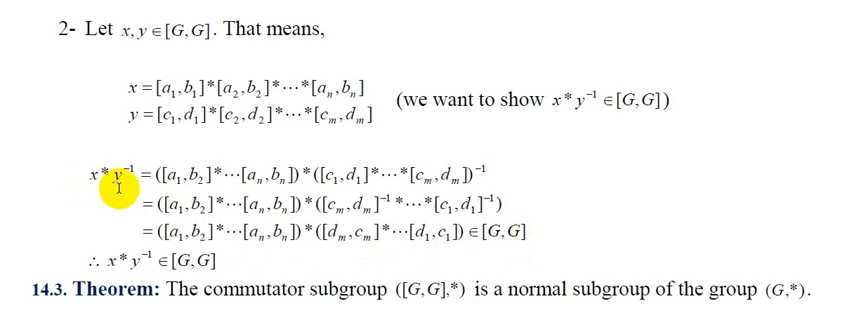 2- Let x, y ∈ [G,G]. That means,
x = [a₁,b₁]*[a₂,b₂]*⋯*[aₙ,bₙ]
y = [c₁,d₁]*[c₂,d₂]*⋯*[cₘ,dₘ] (we want to show x * y⁻¹ ∈ [G,G])
x * y⁻¹ = ([a₁,b₂]*⋯[aₙ,bₙ])*([c₁,d₁]*⋯*[cₘ,dₘ])⁻¹
= ([a₁,b₂]*⋯[aₙ,bₙ])*([cₘ,dₘ]⁻¹ *⋯*[c₁,d₁]⁻¹)
= ([a₁,b₂]*⋯[aₙ,bₙ])*([dₘ,cₘ]*⋯[d₁,c₁]) ∈ [G,G]
∴ x * y⁻¹ ∈ [G,G]
14.3. Theorem: The commutator subgroup ([G,G],*) is a normal subgroup of the group (G,*).